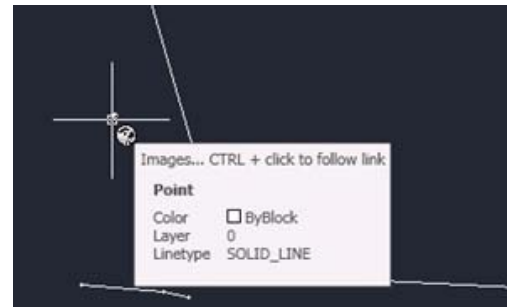 Images... CTRL + click to follow link
Point
Color ByBlock
Layer 0
Linetype SOLID_LINE